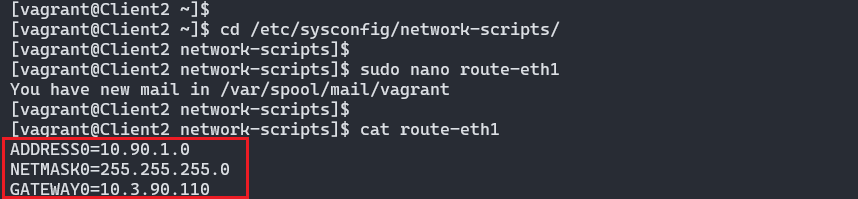 [vagrant@Client2 ~]$
[vagrant@Client2 ~]$ cd /etc/sysconfig/network-scripts/
[vagrant@Client2 network-scripts]$
[vagrant@Client2 network-scripts]$ sudo nano route-eth1
You have new mail in /var/spool/mail/vagrant
[vagrant@Client2 network-scripts]$
[vagrant@Client2 network-scripts]$ cat route-eth1
ADDRESS0=10.90.1.0
NETMASK0=255.255.255.0
GATEWAY0=10.3.90.110